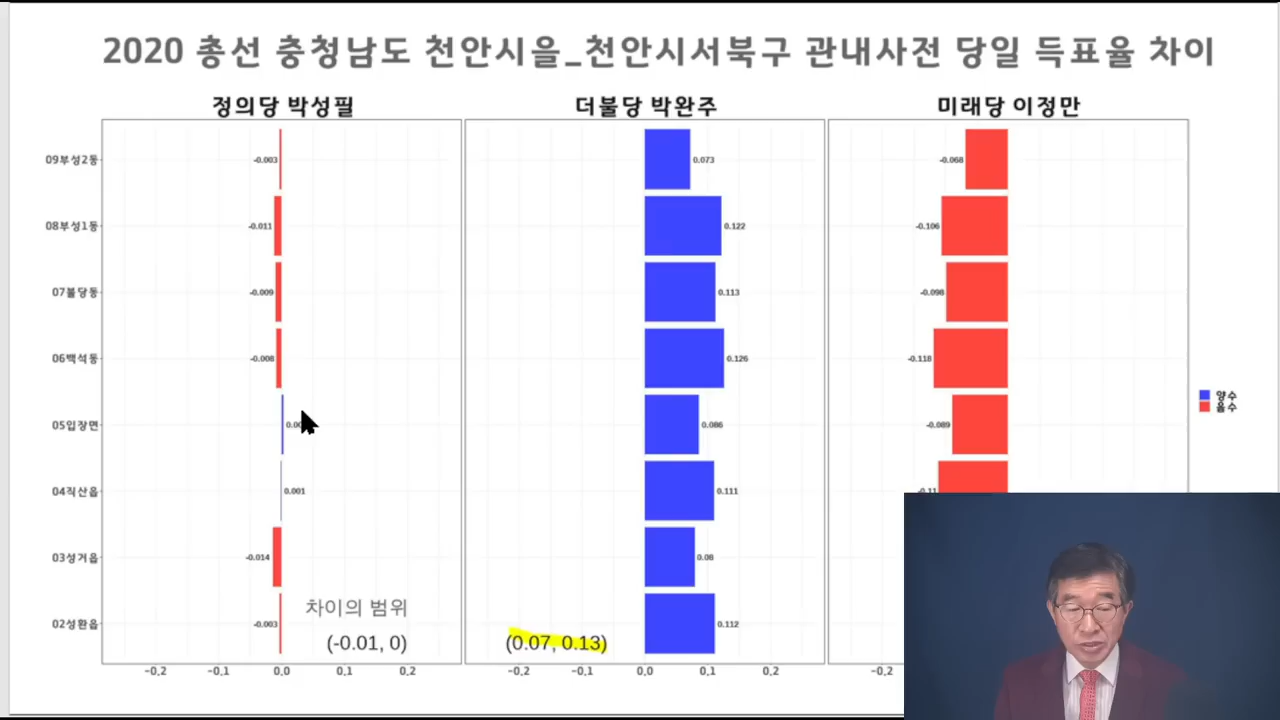 2020 총선 충청남도 천안시을_천안시서북구 관내사전 당일 득표율 차이
정의당 박성필 더불당 박완주 미래당 이정만
09부성2동 -0.003 0.073 -0.068
08부성1동 -0.011 0.122 -0.106
07불당동 -0.009 0.113 -0.098
06백석동 -0.008 0.126 -0.118
05입장면 0.086 -0.089
04직산읍 0.001 0.111
03성거읍 -0.014 0.08
02성환읍 -0.003 0.112
차이의 범위
(-0.01, 0) (0.07, 0.13)
-0.2 -0.1 0.0 0.1 0.2 -0.2 -0.1 0.0 0.1 0.2 -0.2
양수
음수